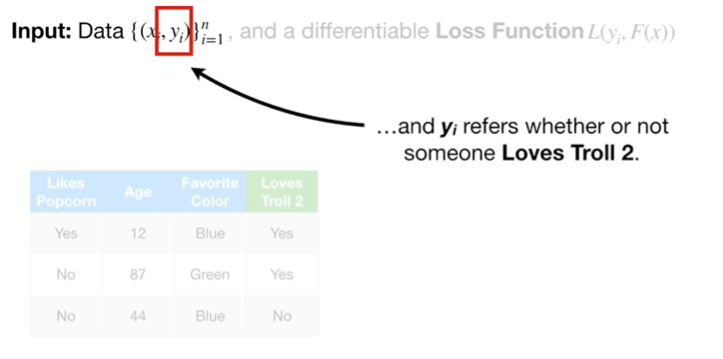 Input: Data {(xᵢ, yᵢ)}ⁿᵢ₌₁, and a differentiable Loss Function L(yᵢ, F(x))
…and yᵢ refers whether or not
someone Loves Troll 2.
Likes Popcorn Age Favorite Color Loves Troll 2
Yes 12 Blue Yes
No 87 Green Yes
No 44 Blue No